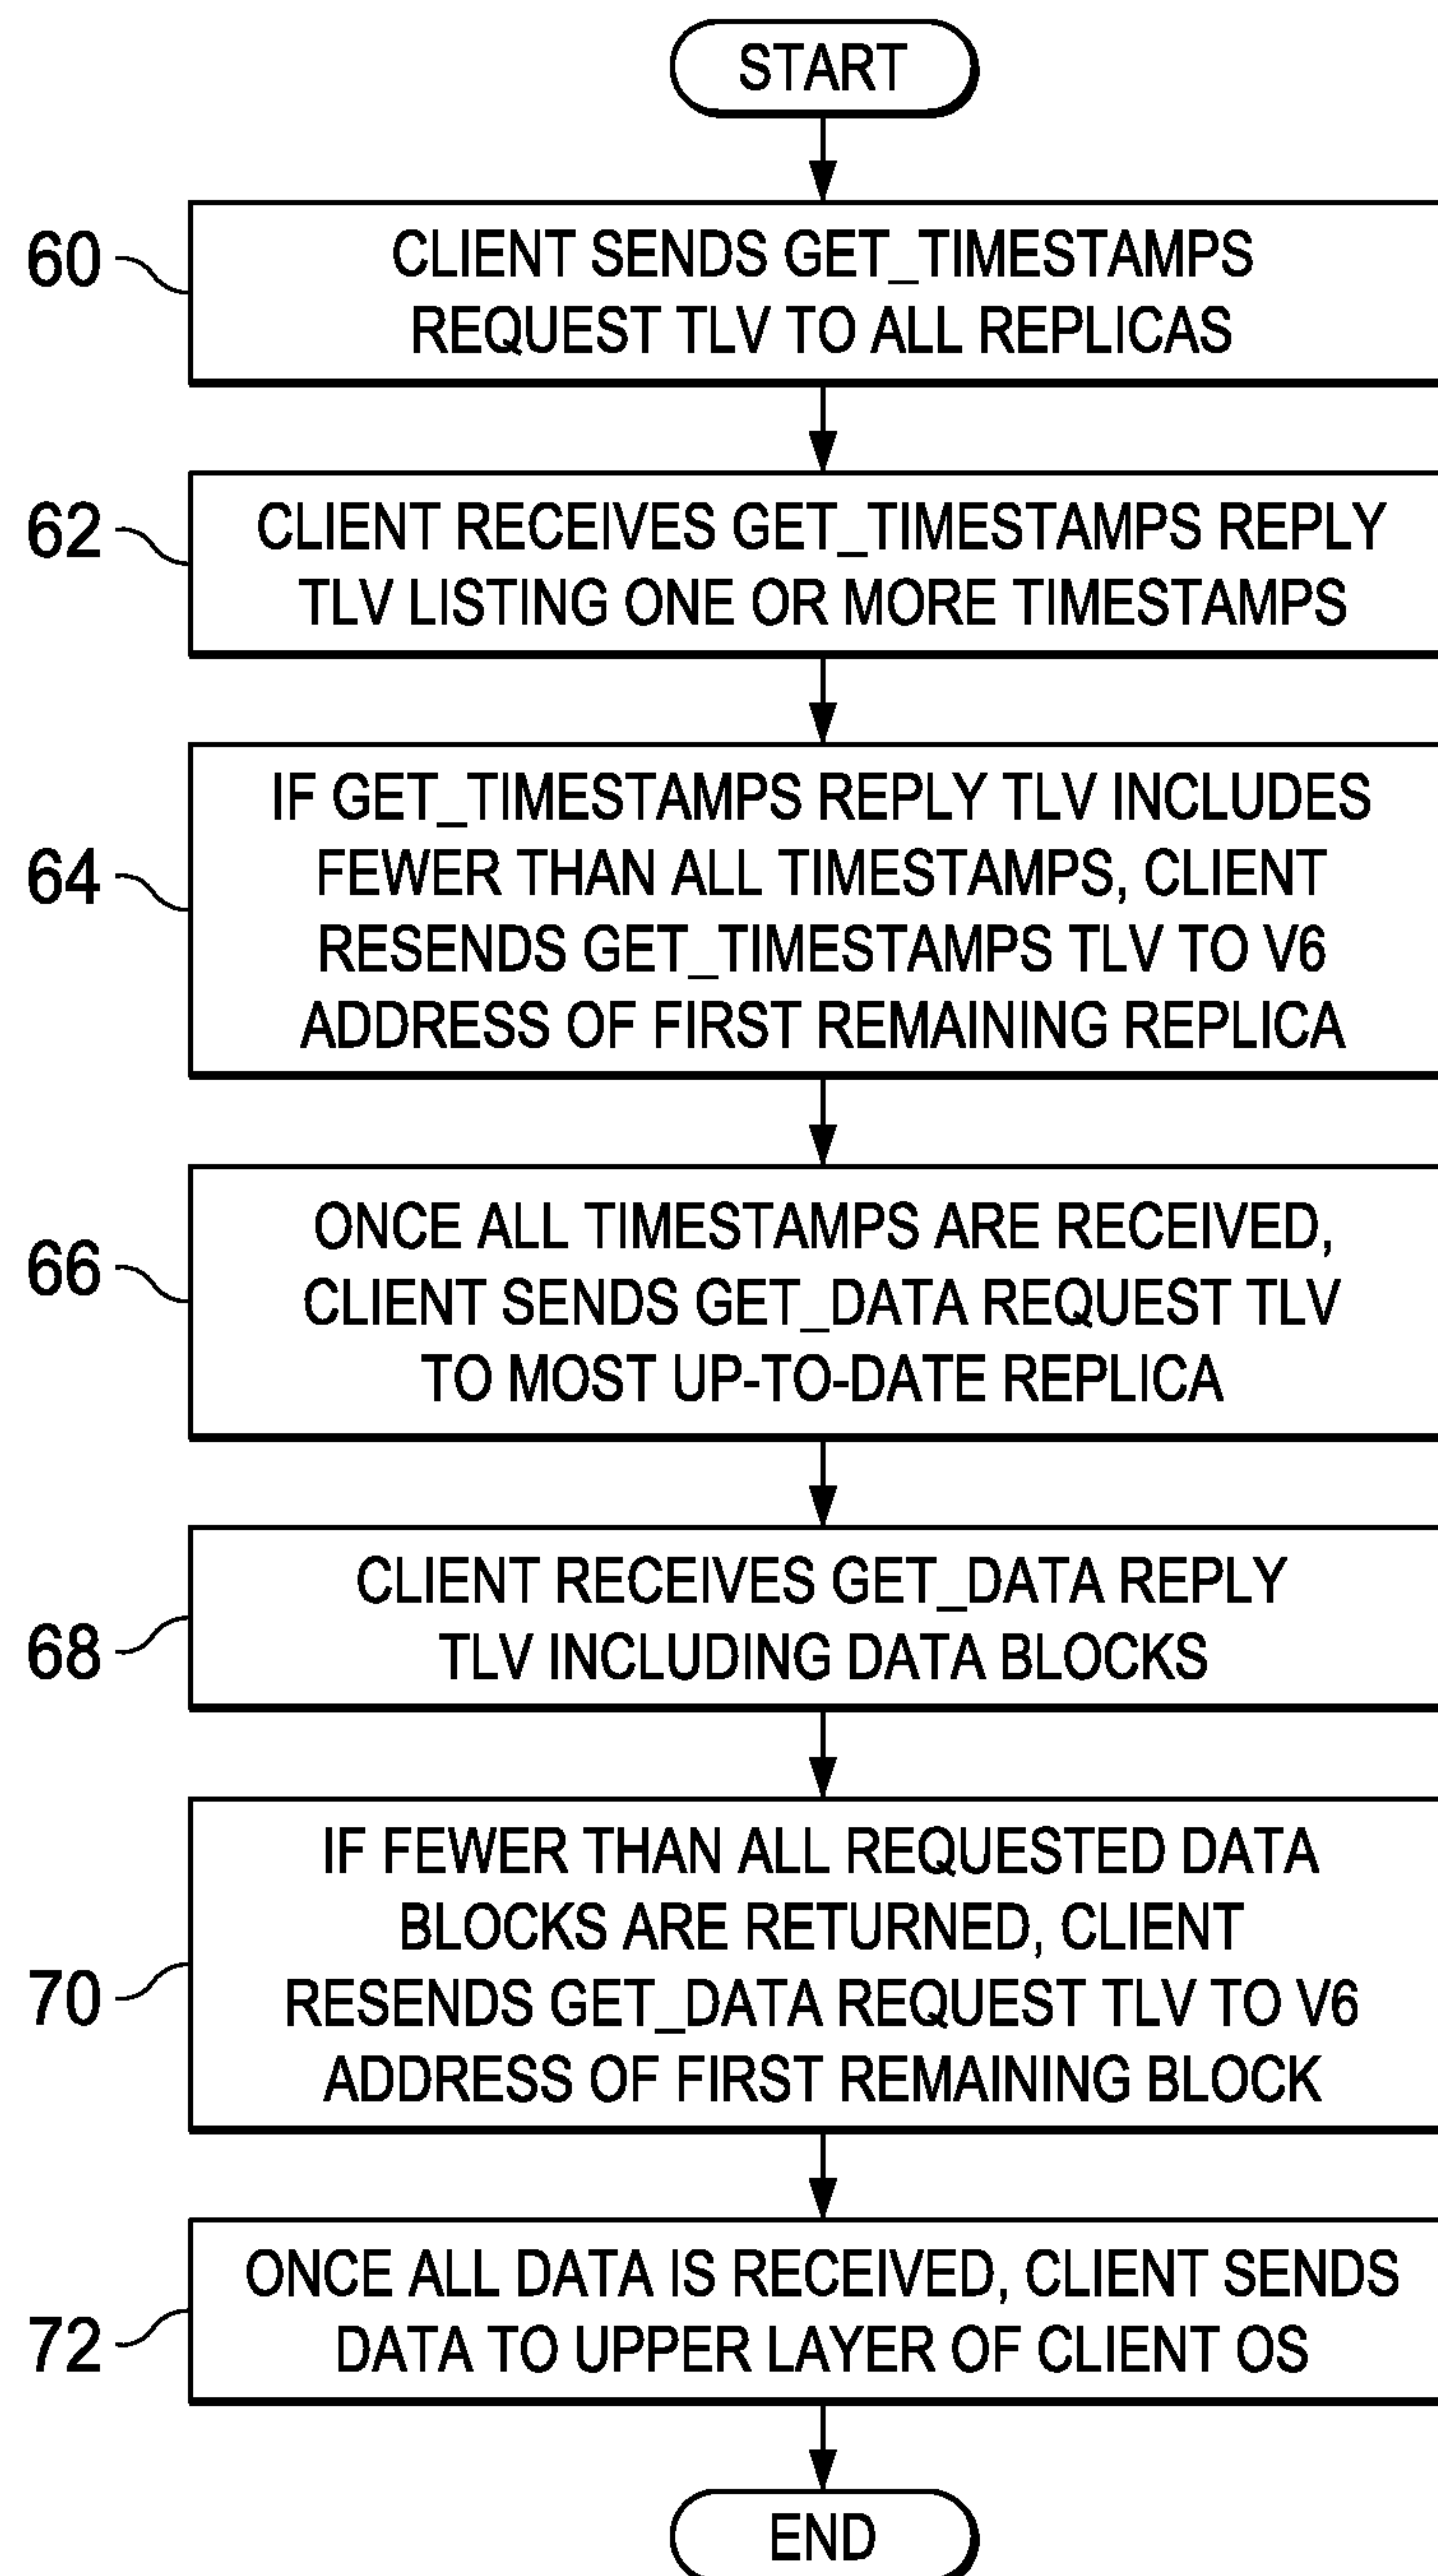 START
60
CLIENT SENDS GET_TIMESTAMPS
REQUEST TLV TO ALL REPLICAS
62
CLIENT RECEIVES GET_TIMESTAMPS REPLY
TLV LISTING ONE OR MORE TIMESTAMPS
64
IF GET_TIMESTAMPS REPLY TLV INCLUDES
FEWER THAN ALL TIMESTAMPS, CLIENT
RESENDS GET_TIMESTAMPS TLV TO V6
ADDRESS OF FIRST REMAINING REPLICA
66
ONCE ALL TIMESTAMPS ARE RECEIVED,
CLIENT SENDS GET_DATA REQUEST TLV
TO MOST UP-TO-DATE REPLICA
68
CLIENT RECEIVES GET_DATA REPLY
TLV INCLUDING DATA BLOCKS
70
IF FEWER THAN ALL REQUESTED DATA
BLOCKS ARE RETURNED, CLIENT
RESENDS GET_DATA REQUEST TLV TO V6
ADDRESS OF FIRST REMAINING BLOCK
72
ONCE ALL DATA IS RECEIVED, CLIENT SENDS
DATA TO UPPER LAYER OF CLIENT OS
END